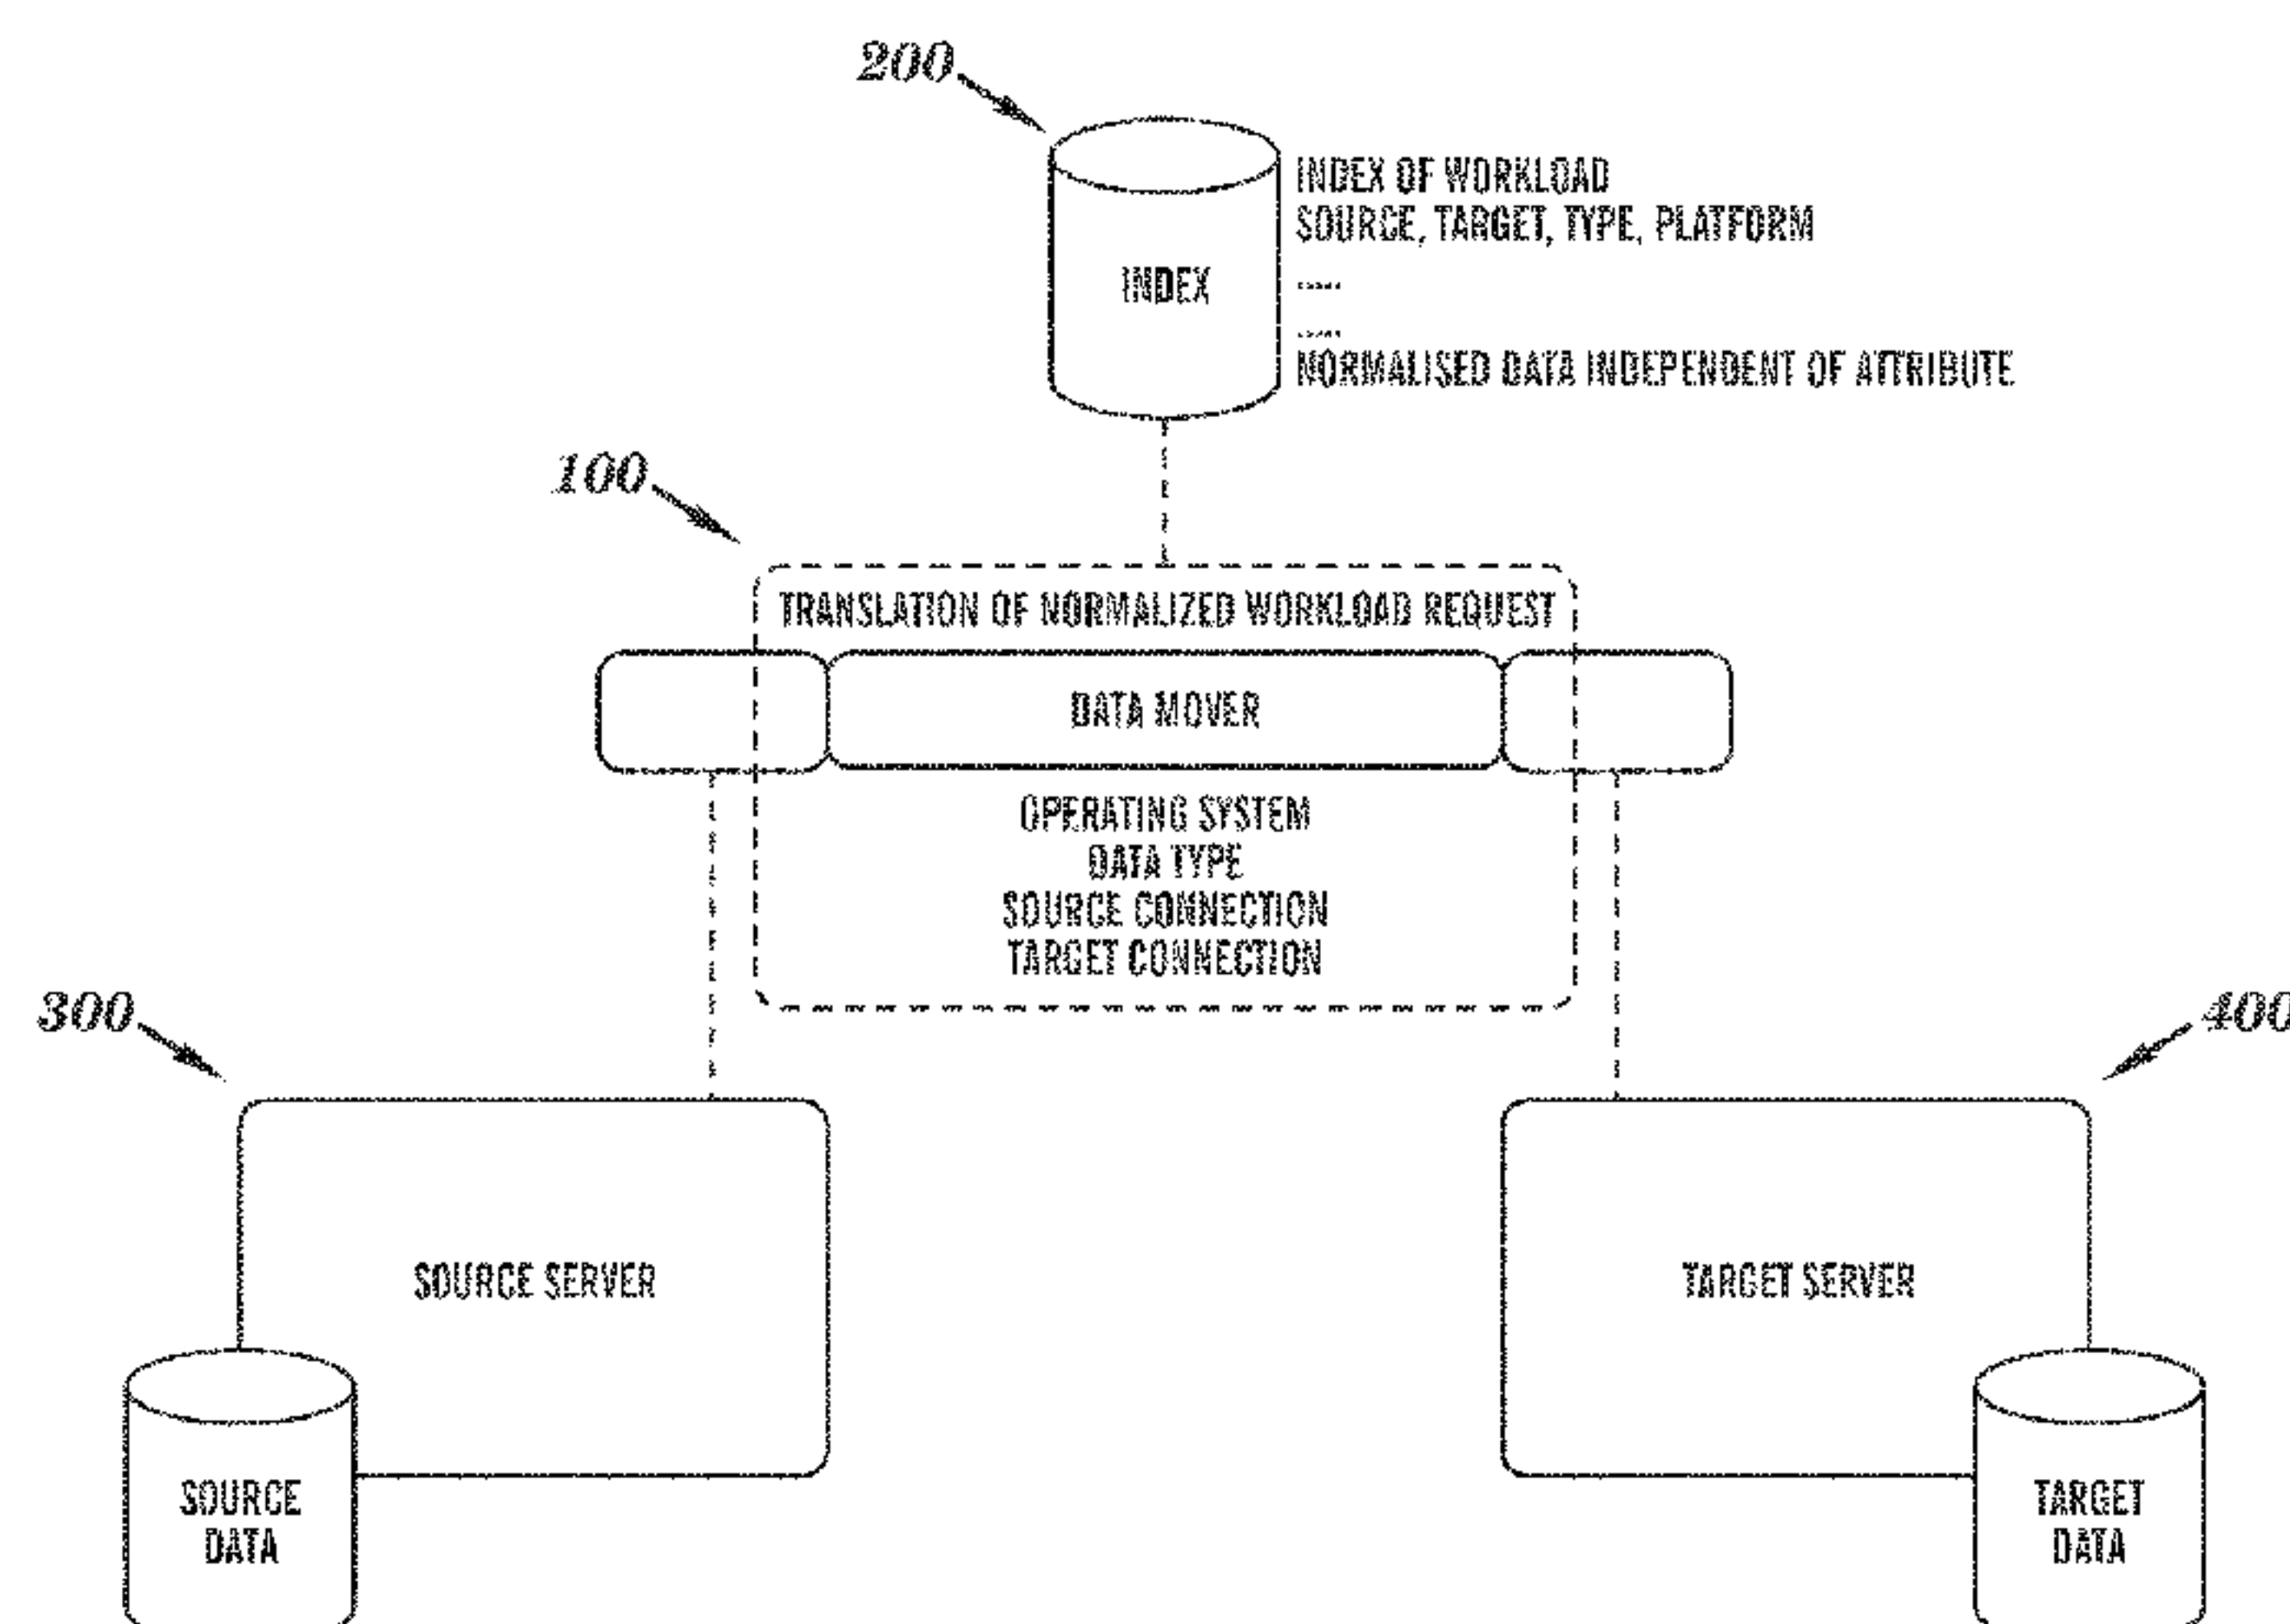 200
INDEX OF WORKLOAD
SOURCE, TARGET, TYPE, PLATFORM
INDEX
.....
.....
NORMALISED DATA INDEPENDENT OF ATTRIBUTE
100
TRANSLATION OF NORMALIZED WORKLOAD REQUEST
DATA MOVER
OPERATING SYSTEM
DATA TYPE
SOURCE CONNECTION
TARGET CONNECTION
300
400
SOURCE SERVER
TARGET SERVER
SOURCE
DATA
TARGET
DATA